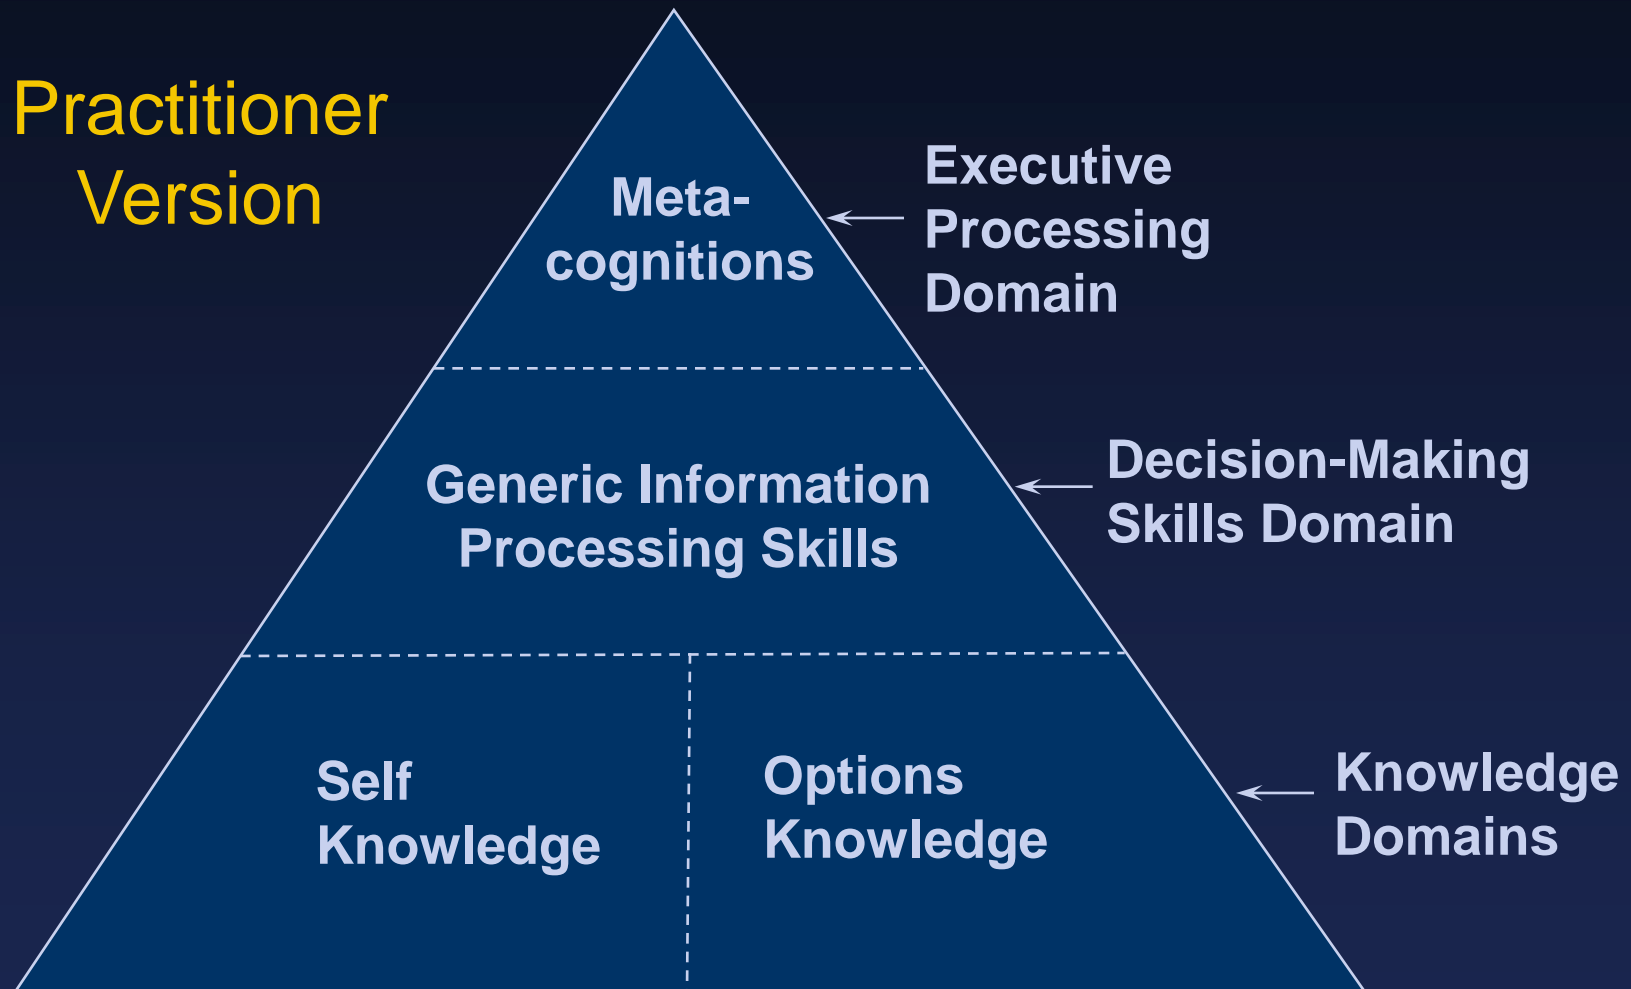 Practitioner
Version
Meta-
cognitions
Executive
Processing
Domain
Generic Information
Processing Skills
Decision-Making
Skills Domain
Self
Knowledge
Options
Knowledge
Knowledge
Domains